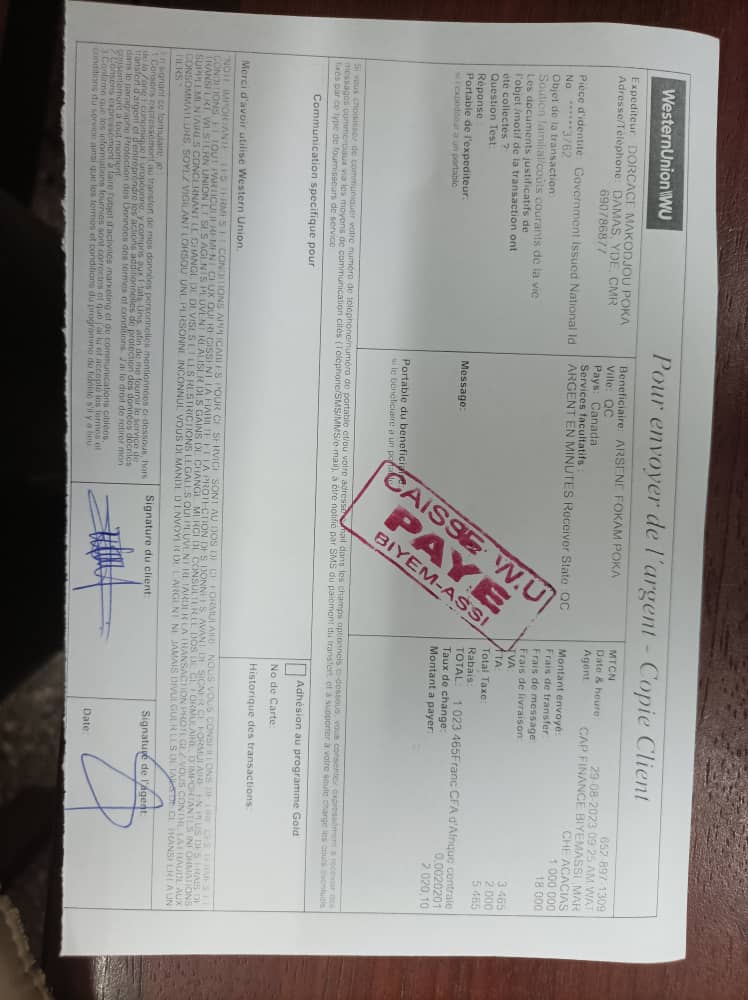 WesternUnion WU
Pour envoyer de l´argent - Copie Client
Expediteur: DORCACE MAKODJOU POKA
Adresse/Téléphone: DAMAS, YDE, CMR
690786877
Pièce d'identite: Government Issued National Id
No ******3762
Objet de la transaction:
Soutien familial/coûts courants de la vie
Les documents justificatifs de
l'objet /motif de la transaction ont
été collectés ?:
Question Test:
Réponse
Portable de l'expediteur:
si l'expediteur a un portable
Beneficiaire: ARSENE FOKAM POKA
Ville: QC
Pays: Canada
Services facultatifs :
ARGENT EN MINUTES Receiver State QC
Message:
Portable du beneficiaire:
si le beneficiaire a un portable
CAISSE W.U
PAYE
BIYEM-ASSI
MTCN 652-897-1309
Date & heure: 29-08-2023 09:25 AM WAT
Agent: CAP FINANCE BIYEMASSI ,MAR
CHE ACACIAS
Montant envoyé: 1 000 000
Frais de transfer: 18 000
Frais de message:
Frais de livraison:
TVA: 3 465
TTA: 2 000
Total Taxe: 5 465
Rabais:
TOTAL: 1 023 465Franc CFA d'Afrique centrale
Taux de change: 0,0020201
Montant a payer: 2 020,10
Si vous choisissez de communiquer votre numéro de téléphone/numéro de portable et/ou votre adresse e-mail dans les champs optionnels ci-dessous, vous consentez expressément à recevoir des
messages commerciaux via les moyens de communication cités (Téléphone/SMS/MMS/e-mail), à être notifié par SMS du paiement du transfert, et à supporter à votre seule charge les coûts éventuels
fixés par ce type de fournisseurs de service
Communication specifique pour
Adhésion au programme Gold
No de Carte:
Historique des transactions:
Merci d'avoir utilise Western Union.
NOTE IMPORTANTE : LES TERMES ET CONDITIONS APPLICABLES POUR CE SERVICE SONT AU DOS DE CE FORMULAIRE. NOUS VOUS CONSEILLONS DE LIRE CES TERMES ET
CONDITIONS, ET TOUT PARTICULIEREMENT CEUX QUI REGISSENT LA FIABILITE ET LA PROTECTION DES DONNEES, AVANT DE SIGNER CE FORMULAIRE. EN PLUS DES FRAIS DE
TRANSFERT, WESTERN UNION ET SES AGENTS PEUVENT REALISER DES GAINS DE CHANGE. MERCI DE CONSULTER LE DOS DE CE FORMULAIRE, D'IMPORTANTES INFORMATIONS
SUPPLEMENTAIRES CONCERNANT LE CHANGE DE DEVISES ET LES RESTRICTIONS LEGALES QUI PEUVENT RETARDER LA TRANSACTION. PROTEGEZ-VOUS CONTRE LA FRAUDE AUX
CONSOMMATEURS. SOYEZ VIGILANT LORSQU'UNE PERSONNE INCONNUE VOUS DEMANDE D'ENVOYER DE L'ARGENT. NE JAMAIS DIVULGUER LES DETAILS DE CE TRANSFERT A UN
TIERS.
En signant ce formulaire, je :
1 Consens expressément au transfert de mes données personnelles mentionnées ci-dessous, hors
de la Zone Economique Européenne, y compris aux Etats Unis, afin de me fournir le service de
transfert d'argent et d'entreprendre les actions additionnelles de protection des données décrites
dans le paragraphe Protection des Données des termes et conditions. J'ai le droit de retirer mon
consentement à tout moment.
2 Consens expressément à faire l'objet d'activités marketing et de communications ciblées.
3 Confirme que les informations fournies sont correctes et que j'ai lu et accepté les termes et
conditions du service ainsi que les termes et conditions du programme de fidélité s'il y a lieu.
Signature du client:
Signature de l'agent:
Date: